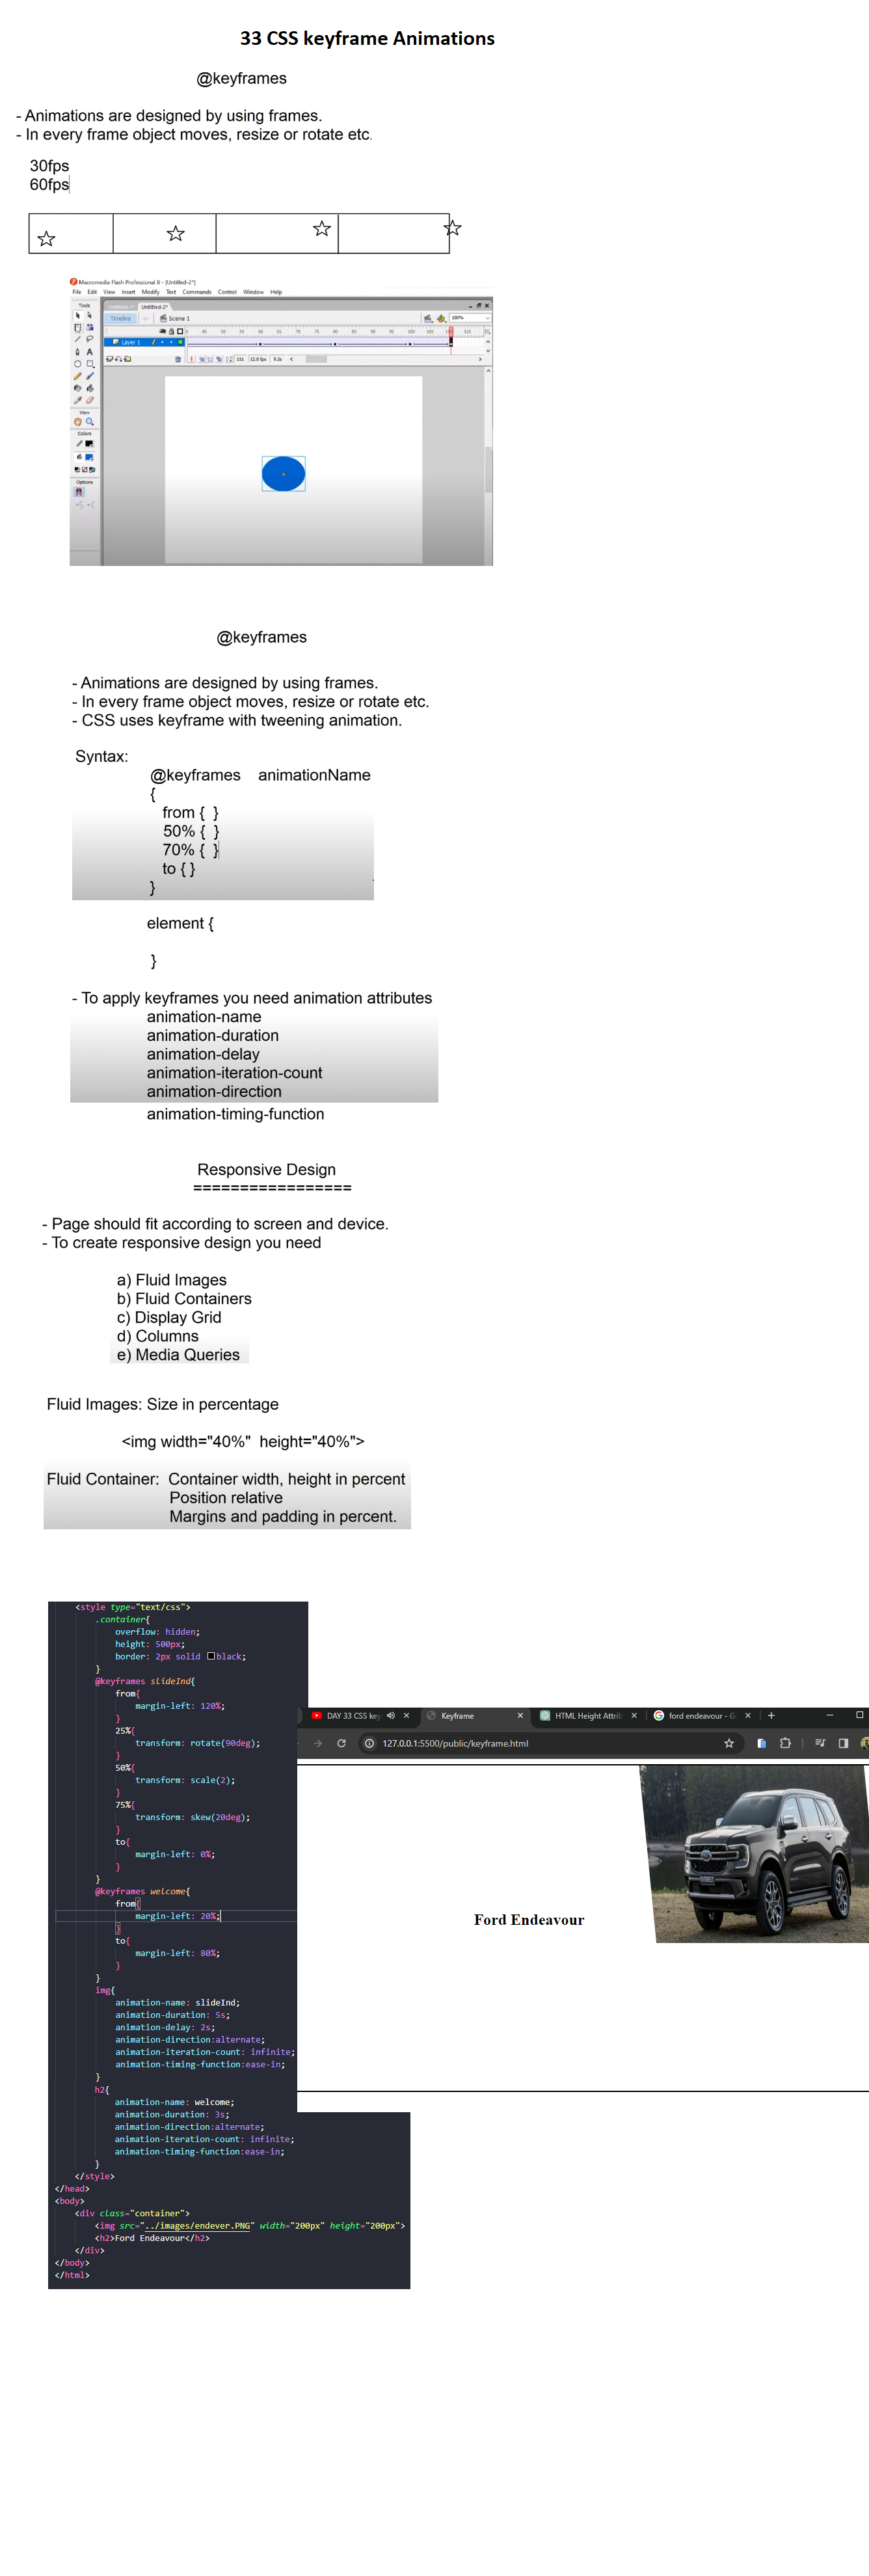 33 CSS keyframe Animations
@keyframes
- Animations are designed by using frames.
- In every frame object moves, resize or rotate etc.
30fps
60fps
Macromedia Flash Professional 8 - [Untitled-2*]
File Edit View Insert Modify Text Commands Control Window Help
Tools
Untitled-2*
Timeline
Scene 1
100%
Layer 1
View
Colors
Options
@keyframes
- Animations are designed by using frames.
- In every frame object moves, resize or rotate etc.
- CSS uses keyframe with tweening animation.
Syntax:
@keyframes animationName
{
from { }
50% { }
70% { }
to { }
}
element {
}
- To apply keyframes you need animation attributes
animation-name
animation-duration
animation-delay
animation-iteration-count
animation-direction
animation-timing-function
Responsive Design
=================
- Page should fit according to screen and device.
- To create responsive design you need
a) Fluid Images
b) Fluid Containers
c) Display Grid
d) Columns
e) Media Queries
Fluid Images: Size in percentage
<img width="40%" height="40%">
Fluid Container: Container width, height in percent
Position relative
Margins and padding in percent.
<style type="text/css">
.container{
overflow: hidden;
height: 500px;
border: 2px solid black;
}
@keyframes slideInd{
from{
margin-left: 120%;
}
25%{
transform: rotate(90deg);
}
50%{
transform: scale(2);
}
75%{
transform: skew(20deg);
}
to{
margin-left: 0%;
}
}
@keyframes welcome{
from{
margin-left: 20%;
}
to{
margin-left: 80%;
}
}
img{
animation-name: slideInd;
animation-duration: 5s;
animation-delay: 2s;
animation-direction:alternate;
animation-iteration-count: infinite;
animation-timing-function:ease-in;
}
h2{
animation-name: welcome;
animation-duration: 3s;
animation-direction:alternate;
animation-iteration-count: infinite;
animation-timing-function:ease-in;
}
</style>
</head>
<body>
<div class="container">
<img src="../images/endever.PNG" width="200px" height="200px">
<h2>Ford Endeavour</h2>
</div>
</body>
</html>
DAY 33 CSS key
Keyframe
HTML Height Attrib
ford endeavour - G
127.0.0.1:5500/public/keyframe.html
Ford Endeavour